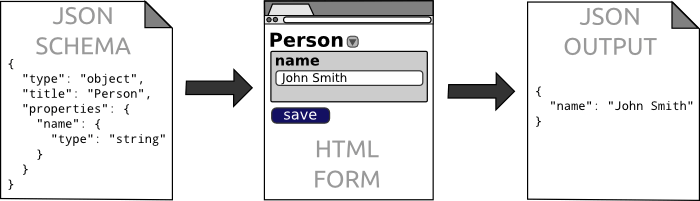 JSON
SCHEMA
{
  "type": "object",
  "title": "Person",
  "properties": {
    "name": {
      "type": "string"
    }
  }
}
Person
name
John Smith
save
HTML
FORM
JSON
OUTPUT
{
  "name": "John Smith"
}